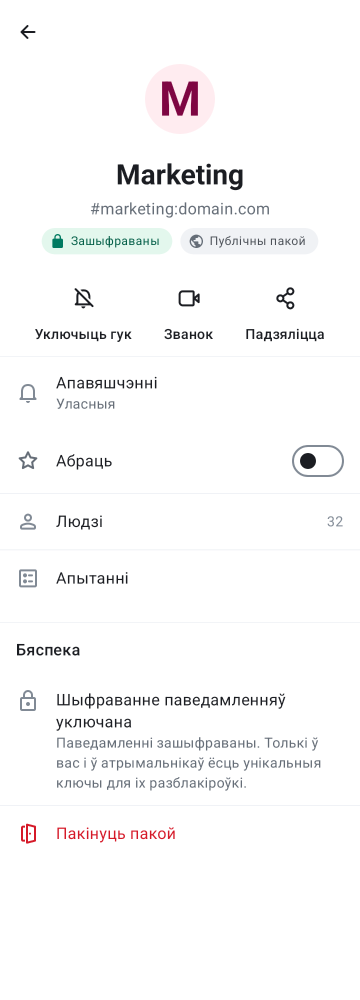 M
Marketing
#marketing:domain.com
Зашыфраваны
Публічны пакой
Уключыць гук
Званок
Падзяліцца
Апавяшчэнні
Уласныя
Абраць
Людзі
32
Апытанні
Бяспека
Шыфраванне паведамленняў
уключана
Паведамленні зашыфраваны. Толькі ў
вас і ў атрымальнікаў ёсць унікальныя
ключы для іх разблакіроўкі.
Пакінуць пакой